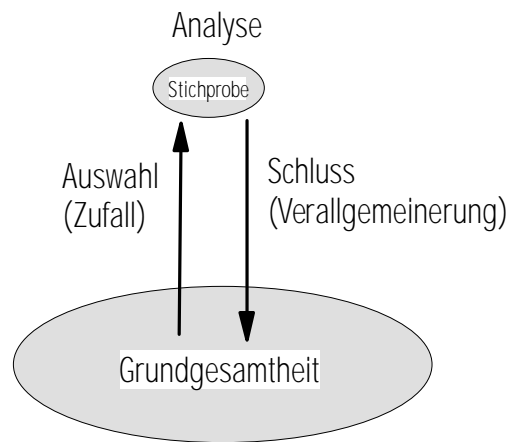 Analyse
Stichprobe
Auswahl
(Zufall)
Schluss
(Verallgemeinerung)
Grundgesamtheit